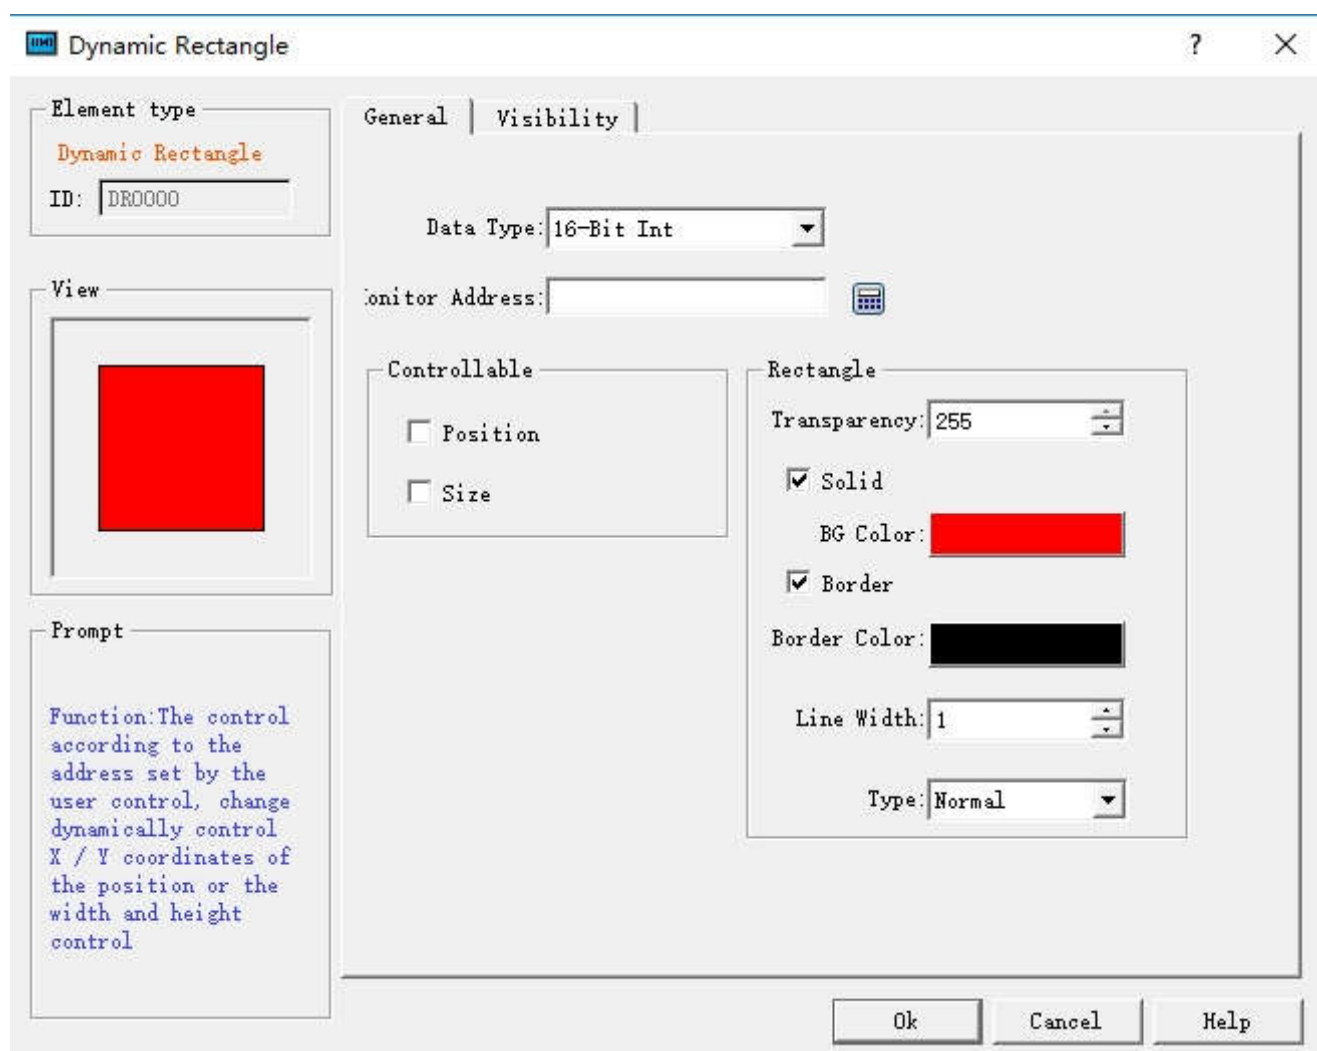 Dynamic Rectangle
?
Element type
Dynamic Rectangle
ID: DR0000
View
Prompt
Function:The control
according to the
address set by the
user control, change
dynamically control
X / Y coordinates of
the position or the
width and height
control
General
Visibility
Data Type: 16-Bit Int
onitor Address:
Controllable
Position
Size
Rectangle
Transparency: 255
Solid
BG Color:
Border
Border Color:
Line Width: 1
Type: Normal
Ok
Cancel
Help